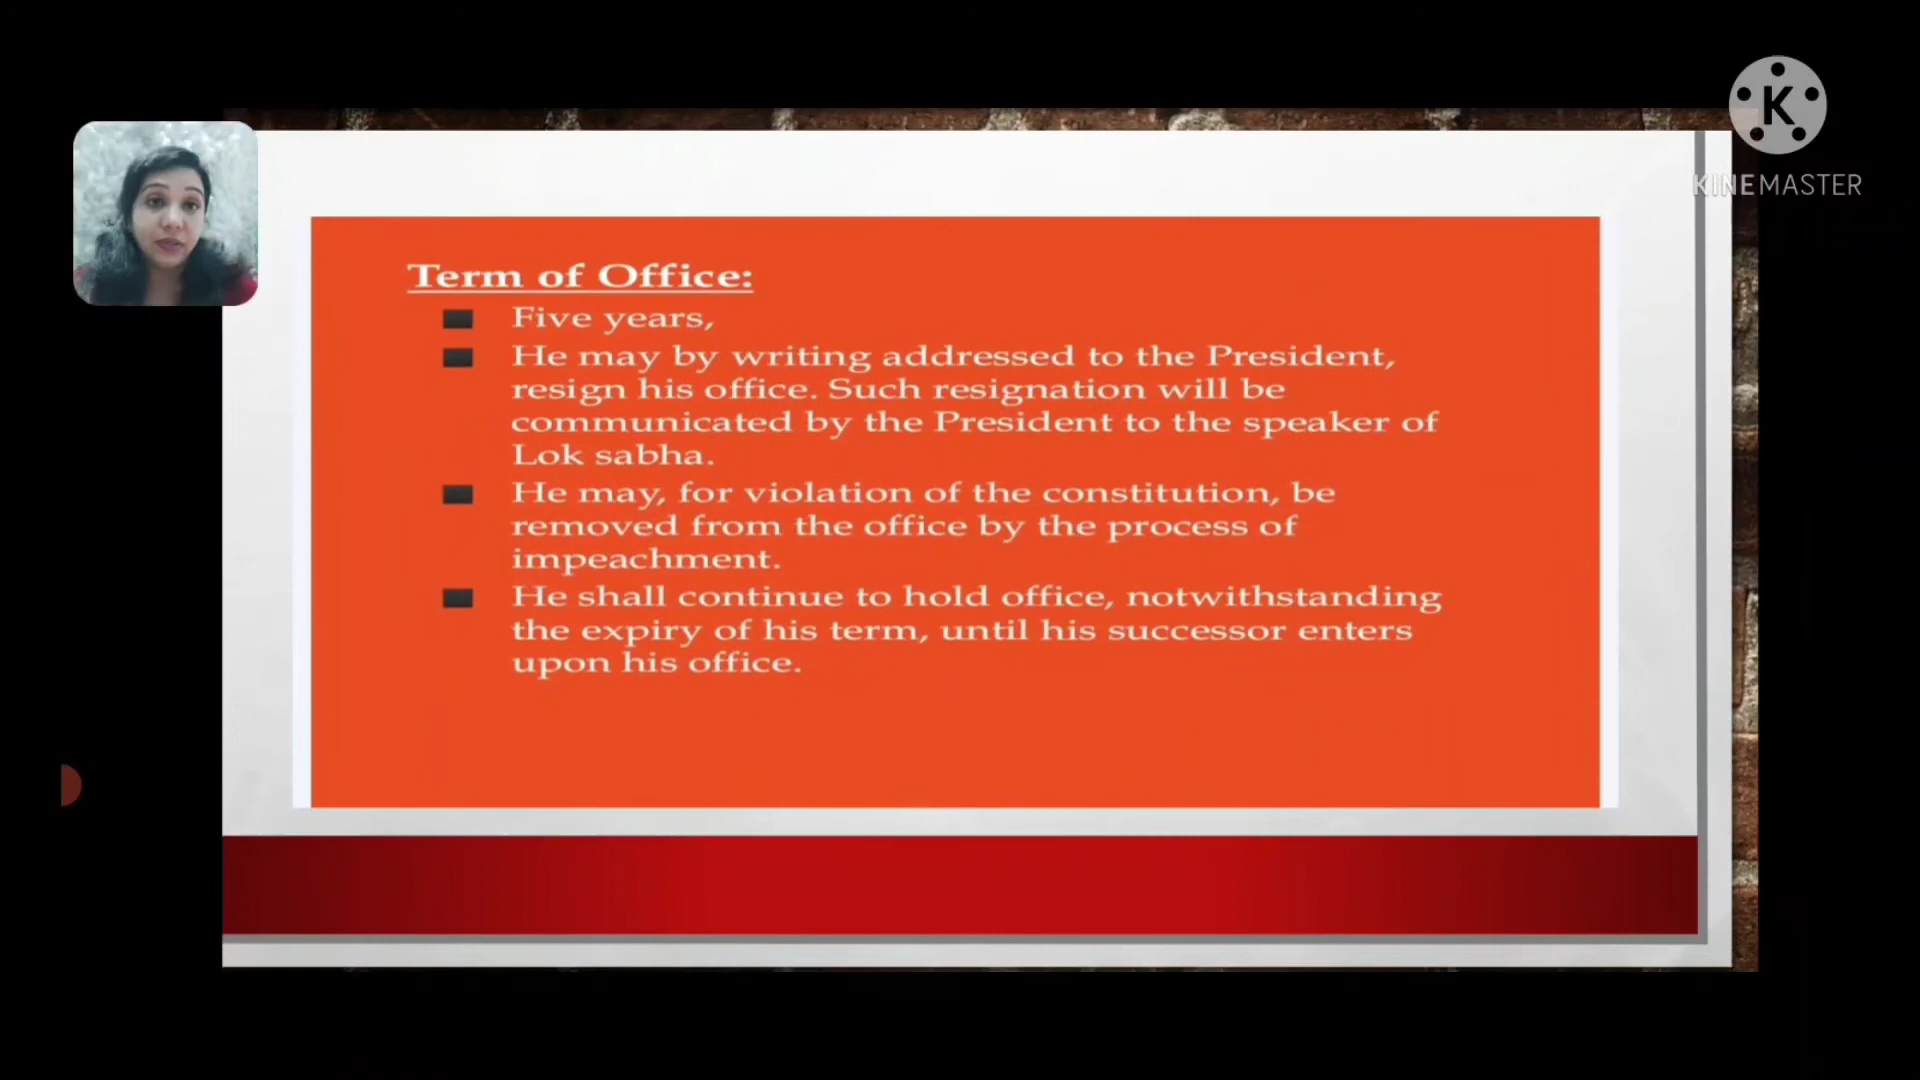 K
KINEMASTER
Term of Office:
Five years,
He may by writing addressed to the President,
resign his office. Such resignation will be
communicated by the President to the speaker of
Lok sabha.
He may, for violation of the constitution, be
removed from the office by the process of
impeachment.
He shall continue to hold office, notwithstanding
the expiry of his term, until his successor enters
upon his office.